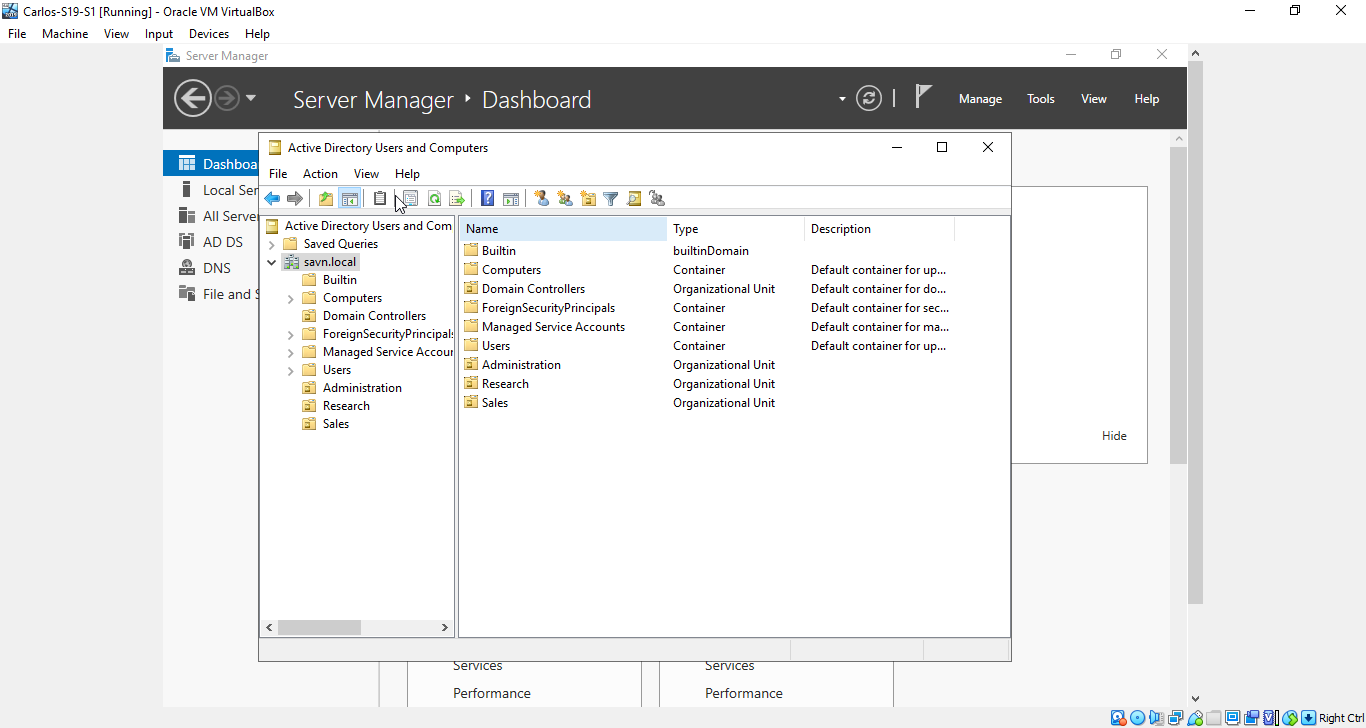 Carlos-S19-S1 [Running] - Oracle VM VirtualBox
File Machine View Input Devices Help
Server Manager
Server Manager ‣ Dashboard
Manage Tools View Help
Dashboa
Local Ser
All Serve
AD DS
DNS
File and S
Active Directory Users and Computers
File Action View Help
Active Directory Users and Com
Saved Queries
savn.local
Builtin
Computers
Domain Controllers
ForeignSecurityPrincipals
Managed Service Accour
Users
Administration
Research
Sales
Name Type Description
Builtin builtinDomain
Computers Container Default container for up...
Domain Controllers Organizational Unit Default container for do...
ForeignSecurityPrincipals Container Default container for sec...
Managed Service Accounts Container Default container for ma...
Users Container Default container for up...
Administration Organizational Unit
Research Organizational Unit
Sales Organizational Unit
Hide
Services Services
Performance Performance
Right Ctrl